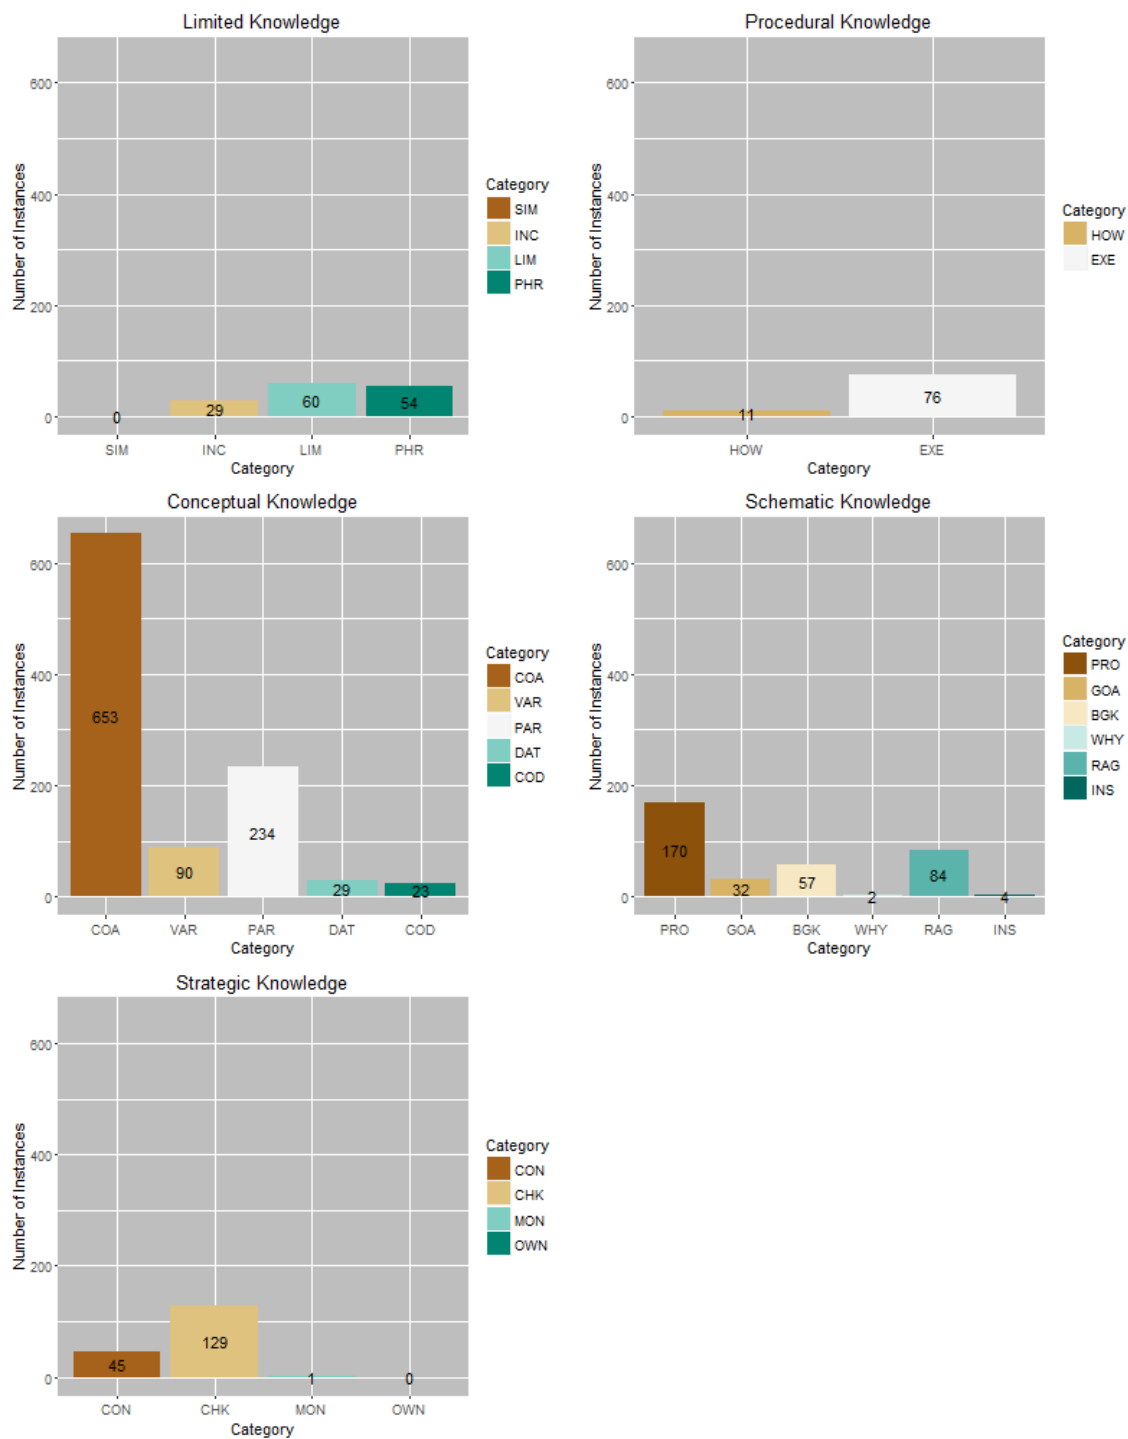 Limited Knowledge
Number of Instances
600
400
200
0
0
29
60
54
SIM INC LIM PHR
Category
Category
SIM
INC
LIM
PHR
Procedural Knowledge
Number of Instances
600
400
200
0
11
76
HOW EXE
Category
Category
HOW
EXE
Conceptual Knowledge
Number of Instances
600
400
200
0
653
90
234
29
23
COA VAR PAR DAT COD
Category
Category
COA
VAR
PAR
DAT
COD
Schematic Knowledge
Number of Instances
600
400
200
0
170
32
57
2
84
4
PRO GOA BGK WHY RAG INS
Category
Category
PRO
GOA
BGK
WHY
RAG
INS
Strategic Knowledge
Number of Instances
600
400
200
0
45
129
1
0
CON CHK MON OWN
Category
Category
CON
CHK
MON
OWN